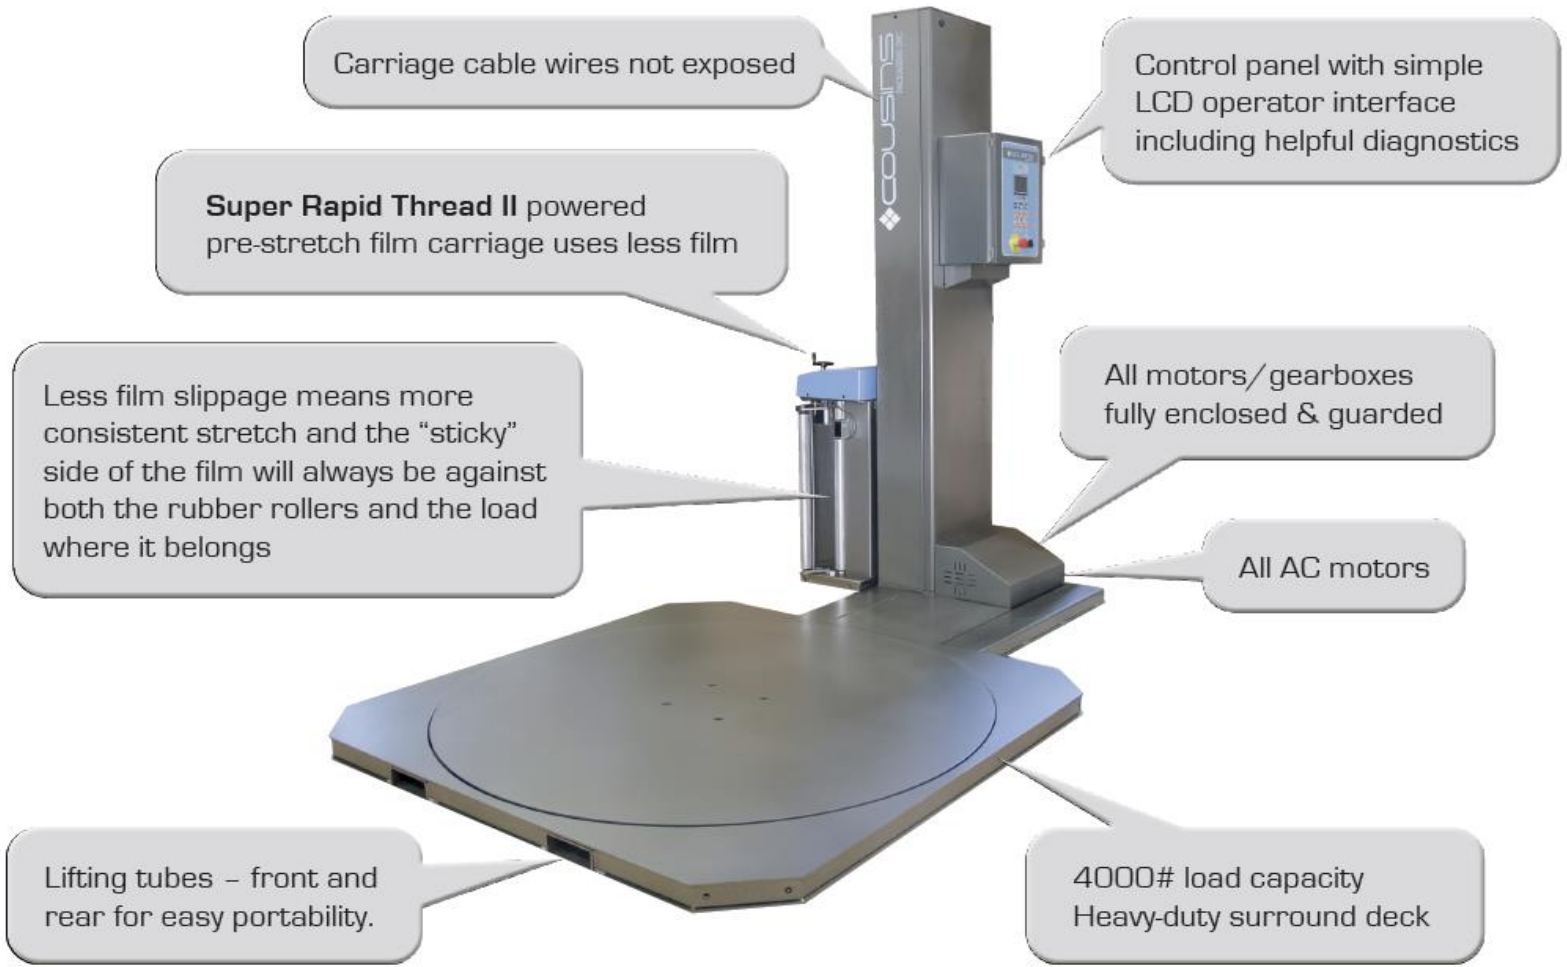 Carriage cable wires not exposed
Control panel with simple
LCD operator interface
including helpful diagnostics
COUSINS
Super Rapid Thread II powered
pre-stretch film carriage uses less film
Less film slippage means more
consistent stretch and the “sticky”
side of the film will always be against
both the rubber rollers and the load
where it belongs
All motors/gearboxes
fully enclosed & guarded
All AC motors
Lifting tubes – front and
rear for easy portability.
4000# load capacity
Heavy-duty surround deck